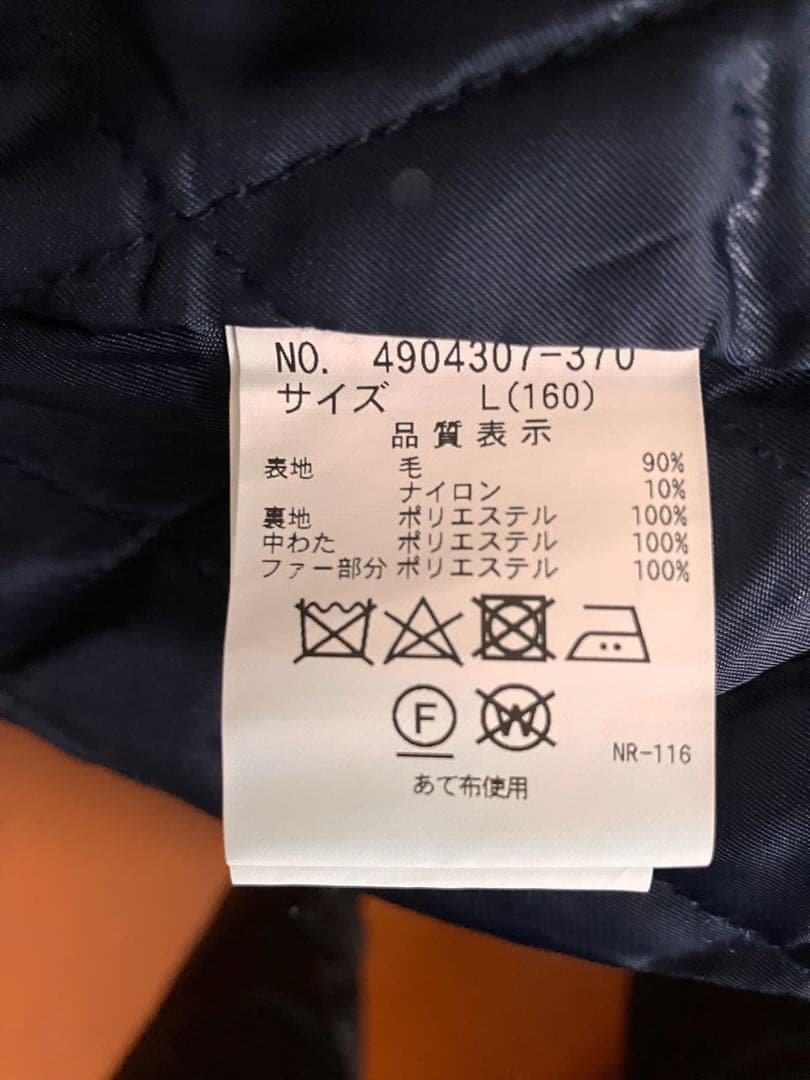 NO. 4904307-370
サイズ L(160)
品質表示
表地 毛 90%
ナイロン 10%
裏地 ポリエステル 100%
中わた ポリエステル 100%
ファー部分 ポリエステル 100%
F W
NR-116
あて布使用